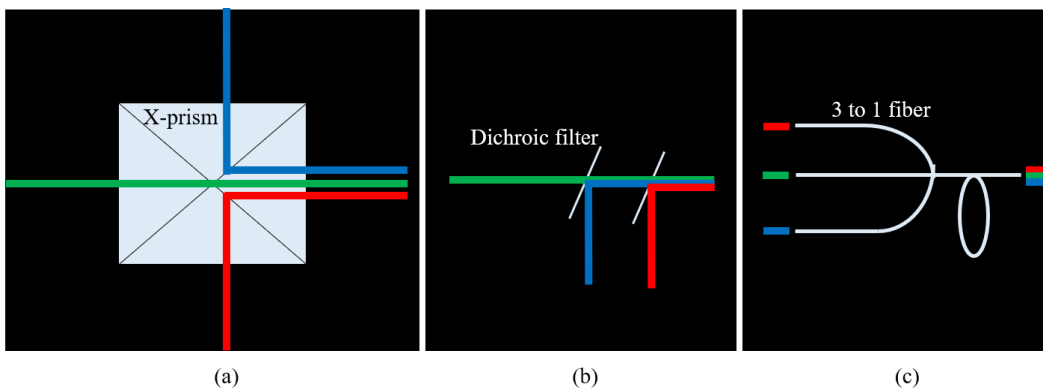 X-prism
Dichroic filter
3 to 1 fiber
(a)
(b)
(c)